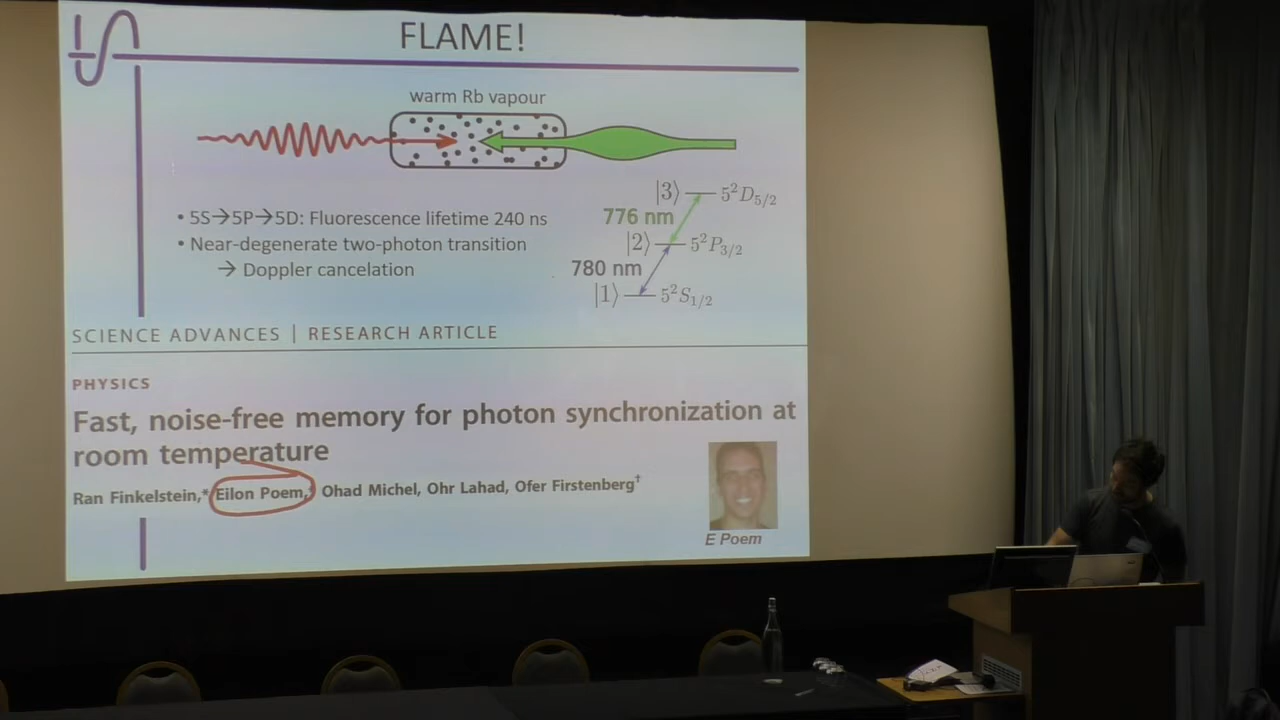 FLAME!
warm Rb vapour
• 5S→5P→5D: Fluorescence lifetime 240 ns
• Near-degenerate two-photon transition
→ Doppler cancelation
|3⟩ 5²D₅/₂
776 nm
|2⟩ 5²P₃/₂
780 nm
|1⟩ 5²S₁/₂
SCIENCE ADVANCES | RESEARCH ARTICLE
PHYSICS
Fast, noise-free memory for photon synchronization at
room temperature
Ran Finkelstein,* Eilon Poem,* Ohad Michel, Ohr Lahad, Ofer Firstenberg†
E Poem